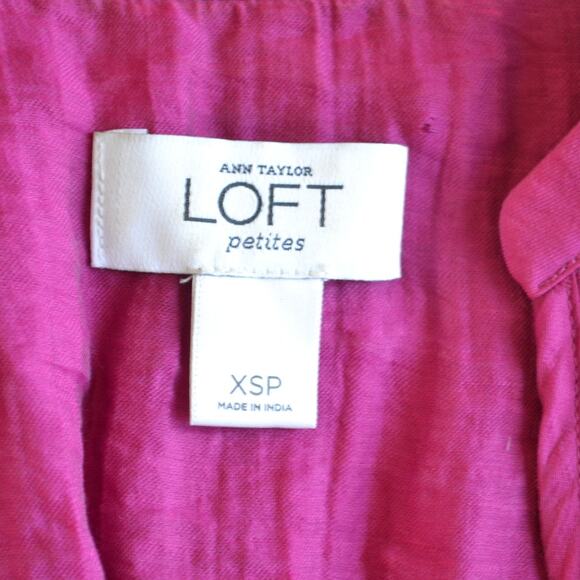 ANN TAYLOR
LOFT
petites
XSP
MADE IN INDIA